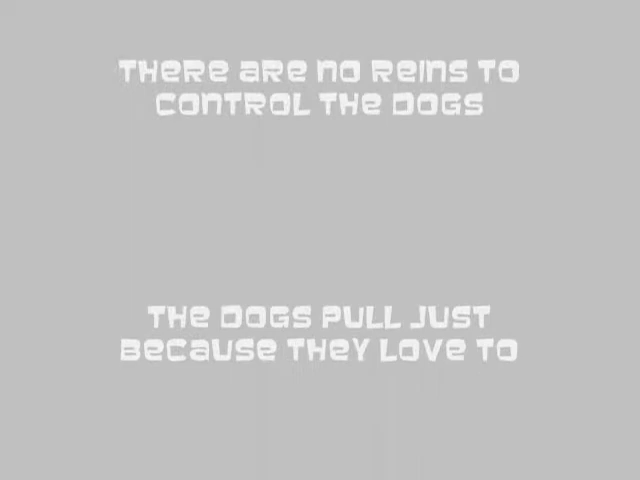 THERE ARE NO REINS TO
CONTROL THE DOGS
THE DOGS PULL JUST
BECAUSE THEY LOVE TO